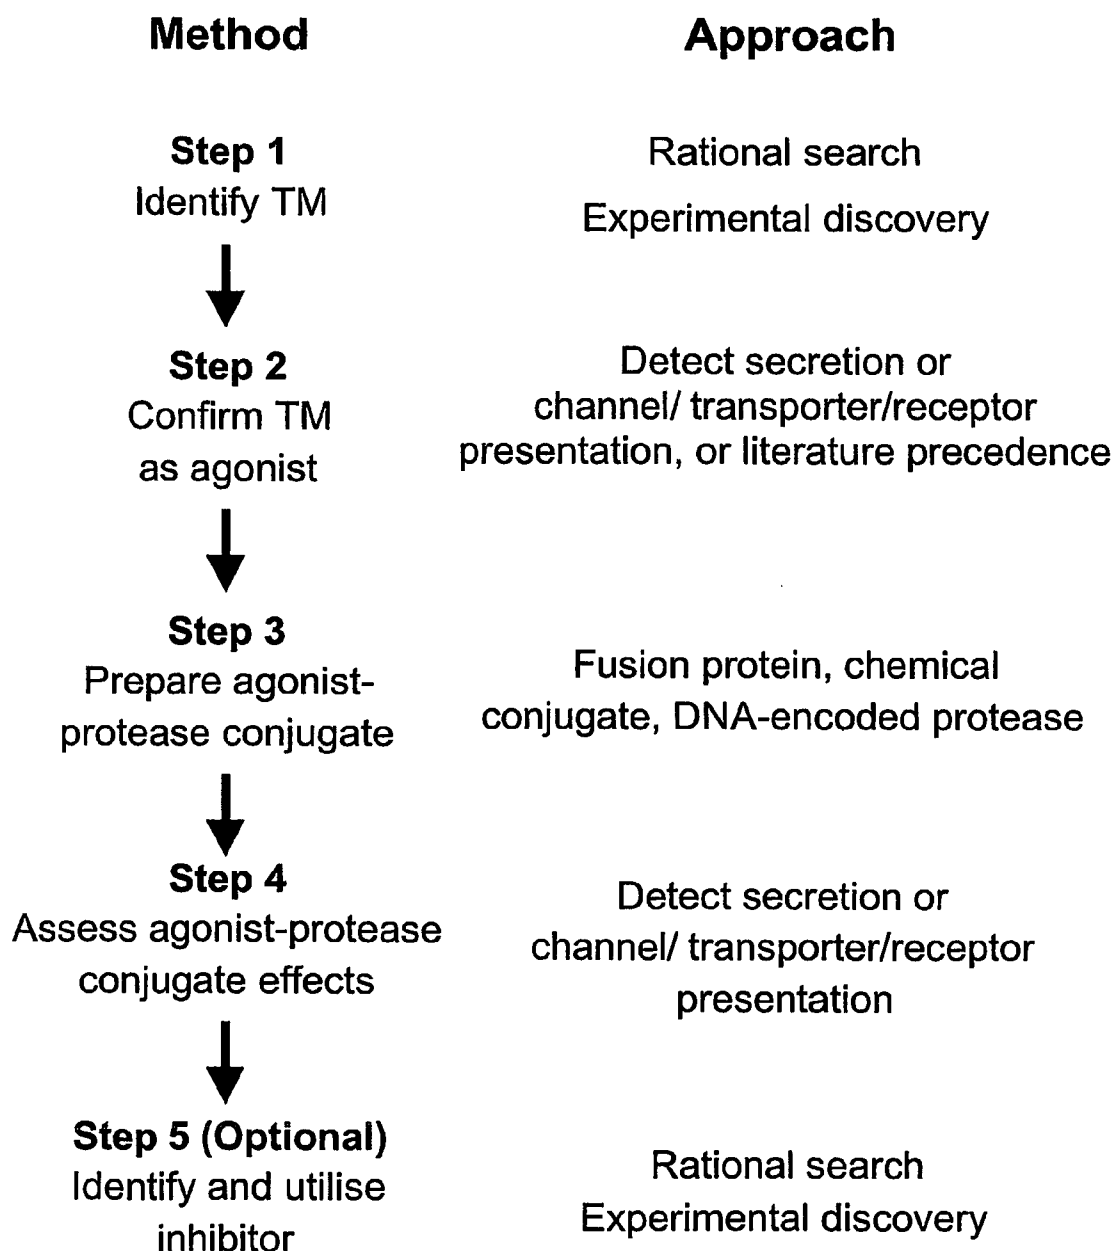 Method
Approach
Step 1
Identify TM
Rational search
Experimental discovery
Step 2
Confirm TM
as agonist
Detect secretion or
channel/ transporter/receptor
presentation, or literature precedence
Step 3
Prepare agonist-
protease conjugate
Fusion protein, chemical
conjugate, DNA-encoded protease
Step 4
Assess agonist-protease
conjugate effects
Detect secretion or
channel/ transporter/receptor
presentation
Step 5 (Optional)
Identify and utilise
inhibitor
Rational search
Experimental discovery